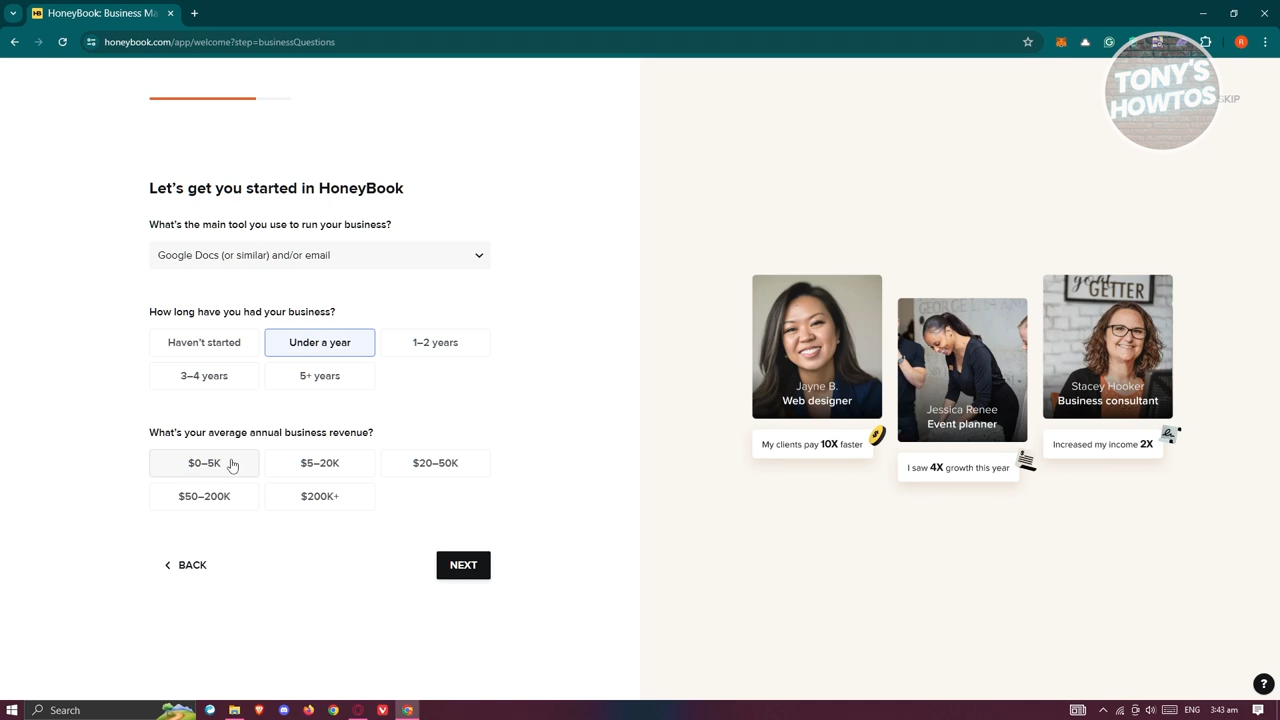 HoneyBook: Business Ma
honeybook.com/app/welcome?step=businessQuestions
TONY'S
HOWTOS
SKIP
Let's get you started in HoneyBook
What's the main tool you use to run your business?
Google Docs (or similar) and/or email
How long have you had your business?
Haven't started
Under a year
1–2 years
3–4 years
5+ years
What's your average annual business revenue?
$0–5K
$5–20K
$20–50K
$50–200K
$200K+
BACK
NEXT
Jayne B.
Web designer
My clients pay 10X faster
Jessica Renee
Event planner
I saw 4X growth this year
GETTER
Stacey Hooker
Business consultant
Increased my income 2X
?
Search
ENG
3:43 am